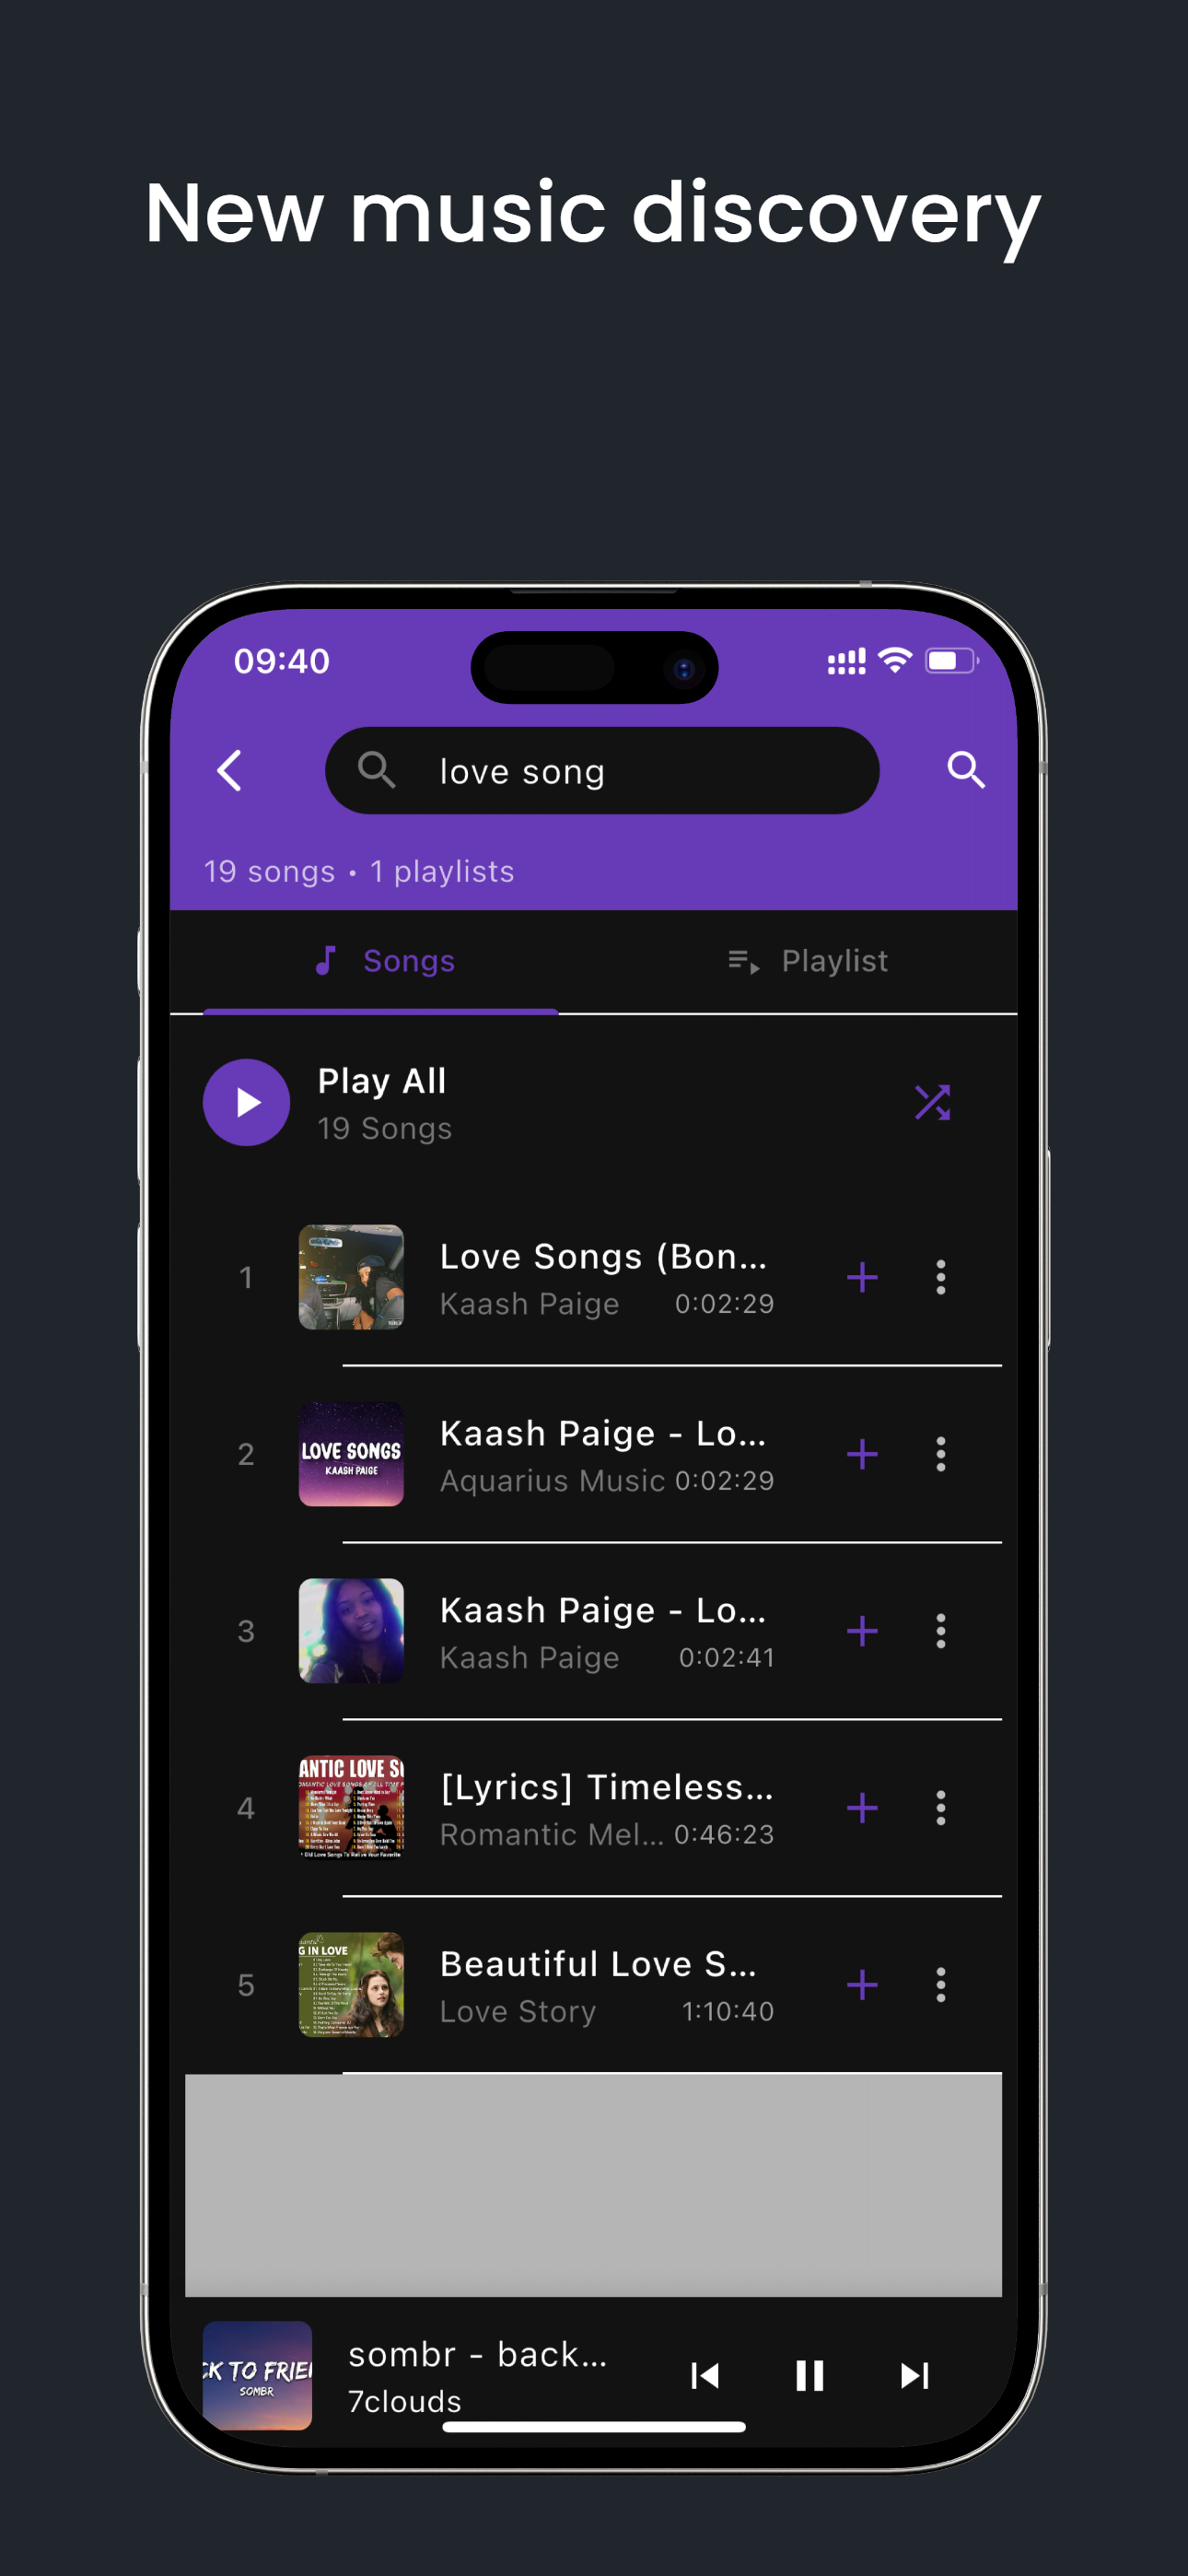 New music discovery
09:40
love song
19 songs • 1 playlists
Songs
Playlist
Play All
19 Songs
1
Love Songs (Bon...
Kaash Paige 0:02:29
2
LOVE SONGS
KAASH PAIGE
Kaash Paige - Lo...
Aquarius Music 0:02:29
3
Kaash Paige - Lo...
Kaash Paige 0:02:41
4
ANTIC LOVE S
[Lyrics] Timeless...
Romantic Mel... 0:46:23
5
G IN LOVE
Beautiful Love S...
Love Story 1:10:40
CK TO FRIE
SOMBR
sombr - back...
7clouds